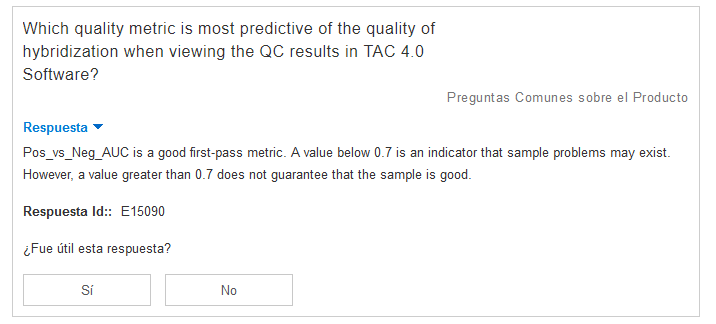 Which quality metric is most predictive of the quality of
hybridization when viewing the QC results in TAC 4.0
Software?
Preguntas Comunes sobre el Producto
Respuesta
Pos_vs_Neg_AUC is a good first-pass metric. A value below 0.7 is an indicator that sample problems may exist.
However, a value greater than 0.7 does not guarantee that the sample is good.
Respuesta Id:: E15090
¿Fue útil esta respuesta?
Sí
No